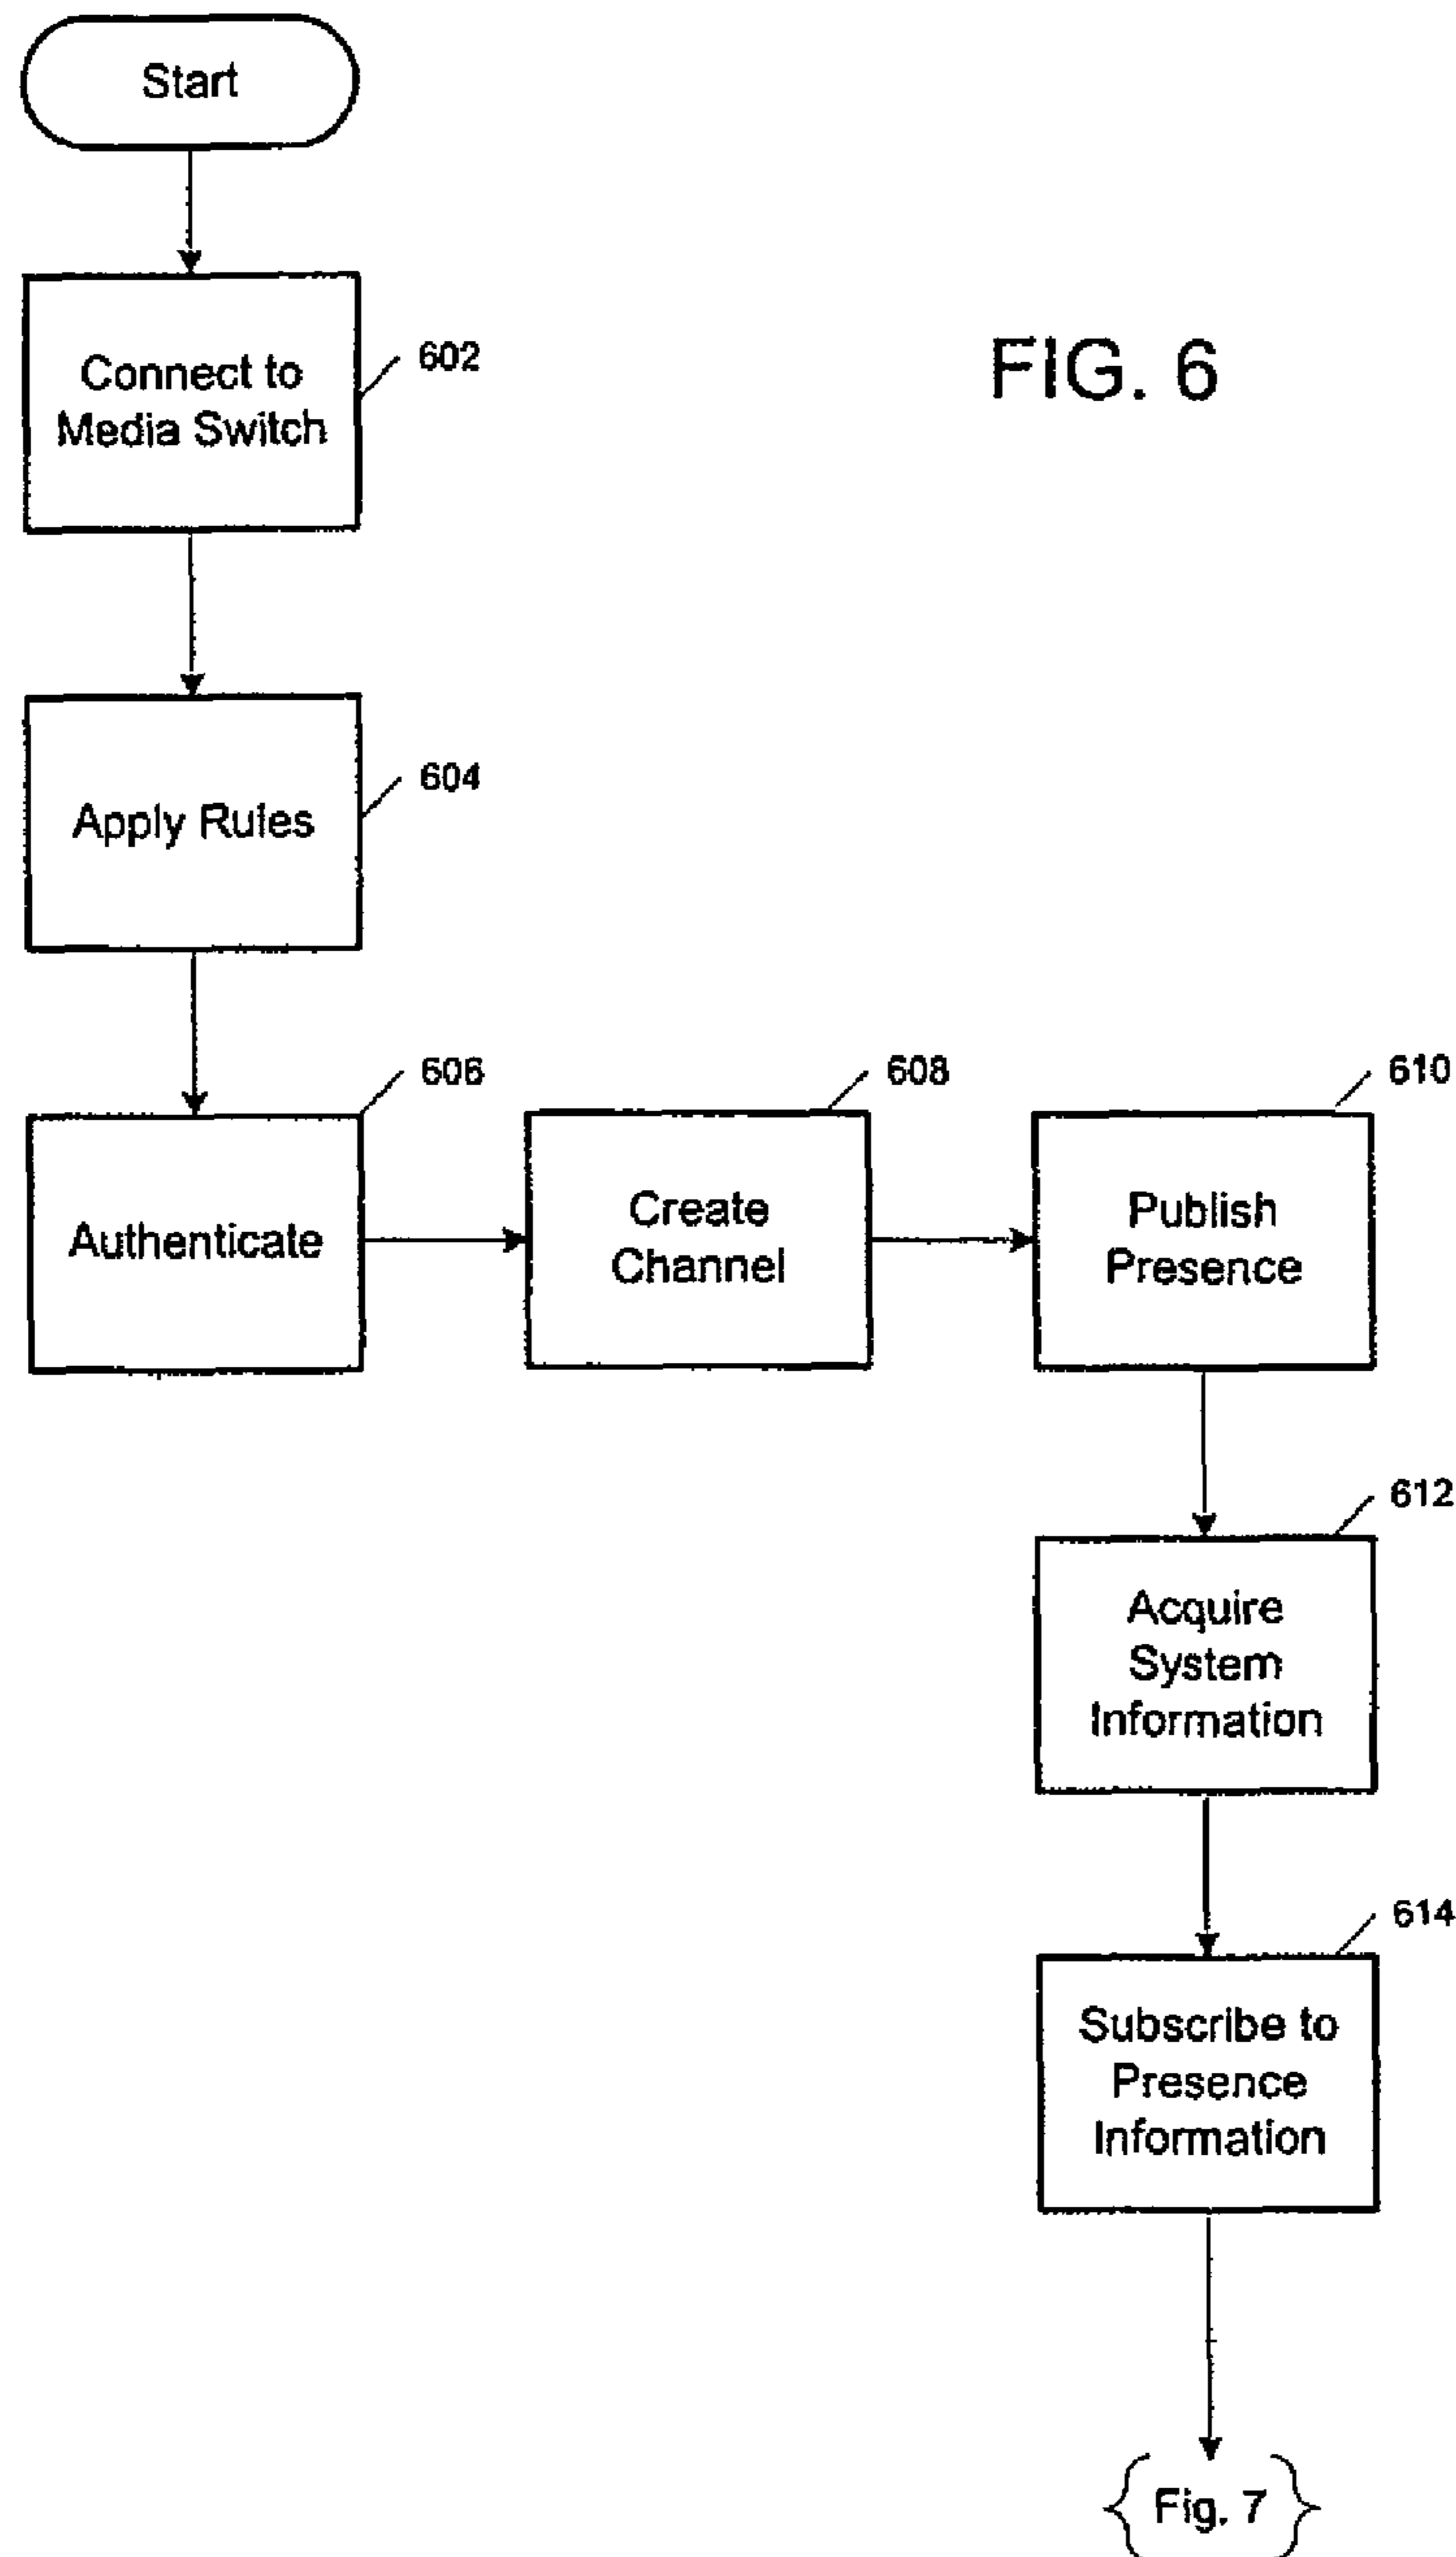 Start
Connect to
Media Switch
602
FIG. 6
Apply Rules
604
Authenticate
606
Create
Channel
608
Publish
Presence
610
Acquire
System
Information
612
Subscribe to
Presence
Information
614
Fig. 7